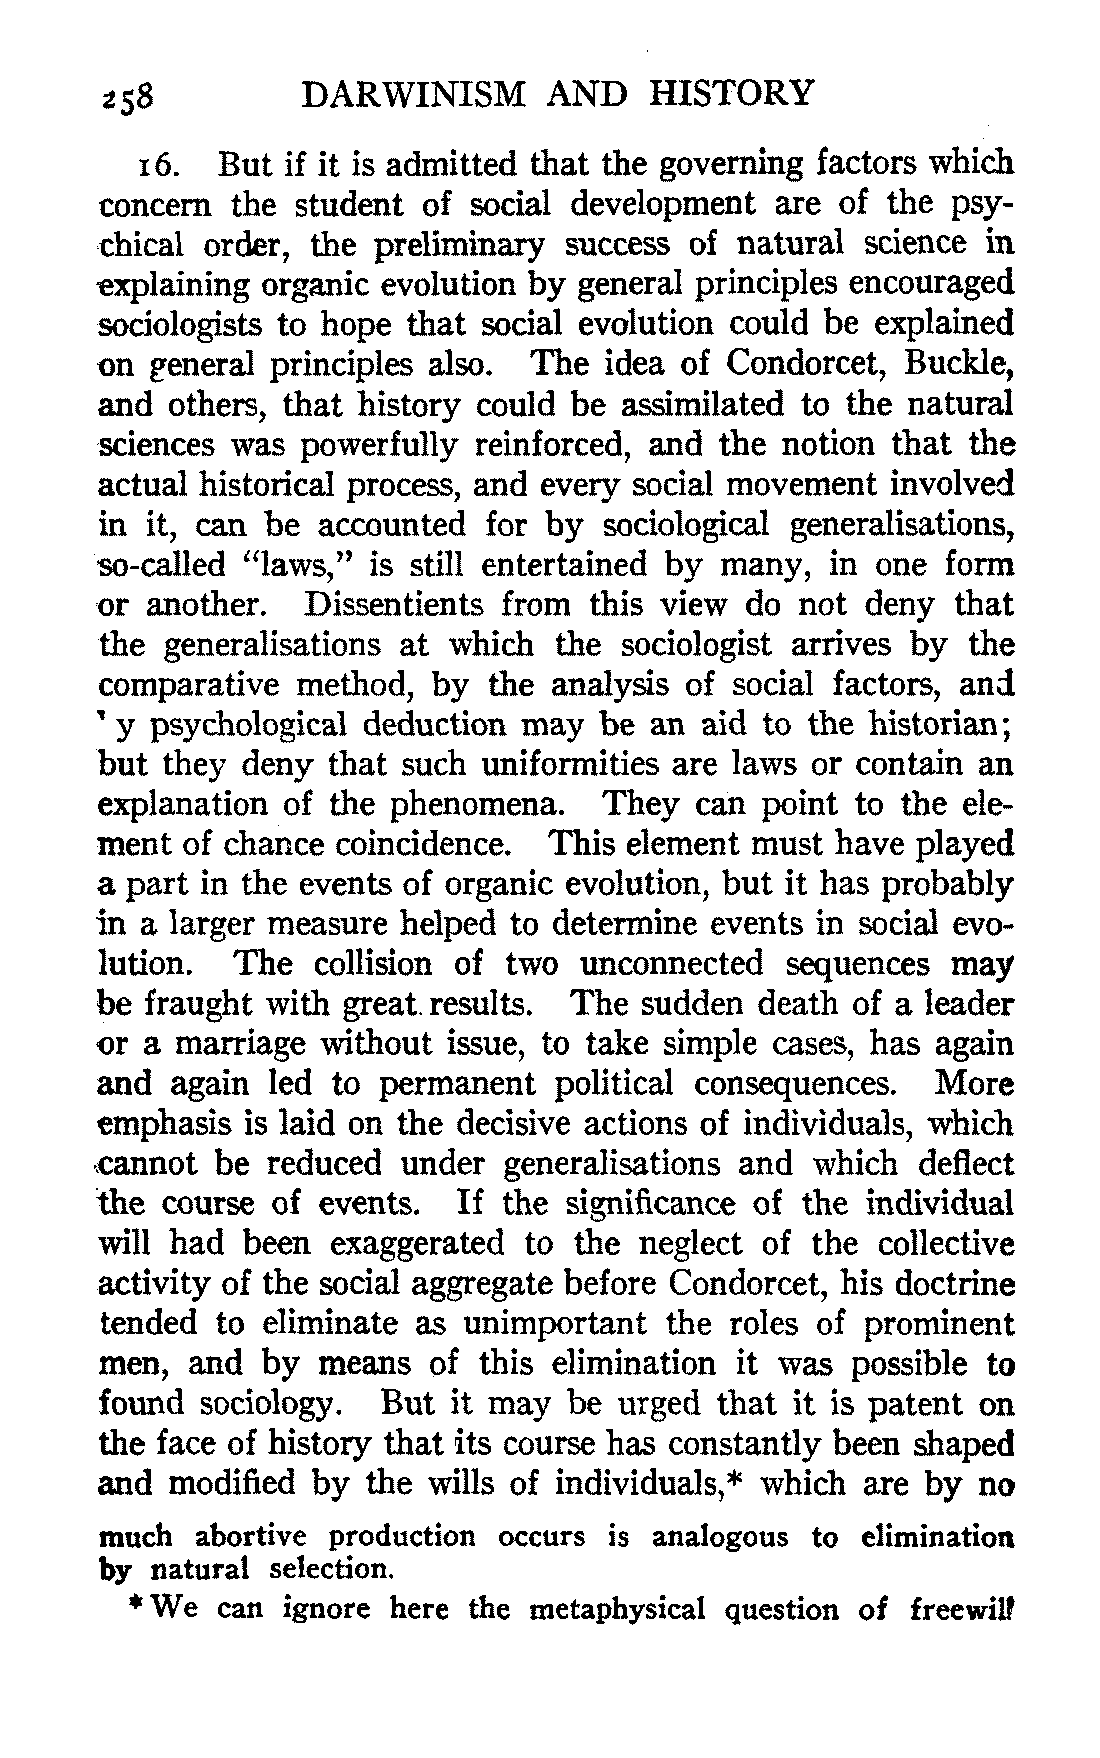 258 DARWINISM AND HISTORY
16. But if it is admitted that the governing factors which
concern the student of social development are of the psy-
chical order, the preliminary success of natural science in
explaining organic evolution by general principles encouraged
sociologists to hope that social evolution could be explained
on general principles also. The idea of Condorcet, Buckle,
and others, that history could be assimilated to the natural
sciences was powerfully reinforced, and the notion that the
actual historical process, and every social movement involved
in it, can be accounted for by sociological generalisations,
so-called "laws," is still entertained by many, in one form
or another. Dissentients from this view do not deny that
the generalisations at which the sociologist arrives by the
comparative method, by the analysis of social factors, and
' y psychological deduction may be an aid to the historian;
but they deny that such uniformities are laws or contain an
explanation of the phenomena. They can point to the ele-
ment of chance coincidence. This element must have played
a part in the events of organic evolution, but it has probably
in a larger measure helped to determine events in social evo-
lution. The collision of two unconnected sequences may
be fraught with great results. The sudden death of a leader
or a marriage without issue, to take simple cases, has again
and again led to permanent political consequences. More
emphasis is laid on the decisive actions of individuals, which
cannot be reduced under generalisations and which deflect
the course of events. If the significance of the individual
will had been exaggerated to the neglect of the collective
activity of the social aggregate before Condorcet, his doctrine
tended to eliminate as unimportant the roles of prominent
men, and by means of this elimination it was possible to
found sociology. But it may be urged that it is patent on
the face of history that its course has constantly been shaped
and modified by the wills of individuals,* which are by no
much abortive production occurs is analogous to elimination
by natural selection.
* We can ignore here the metaphysical question of freewill